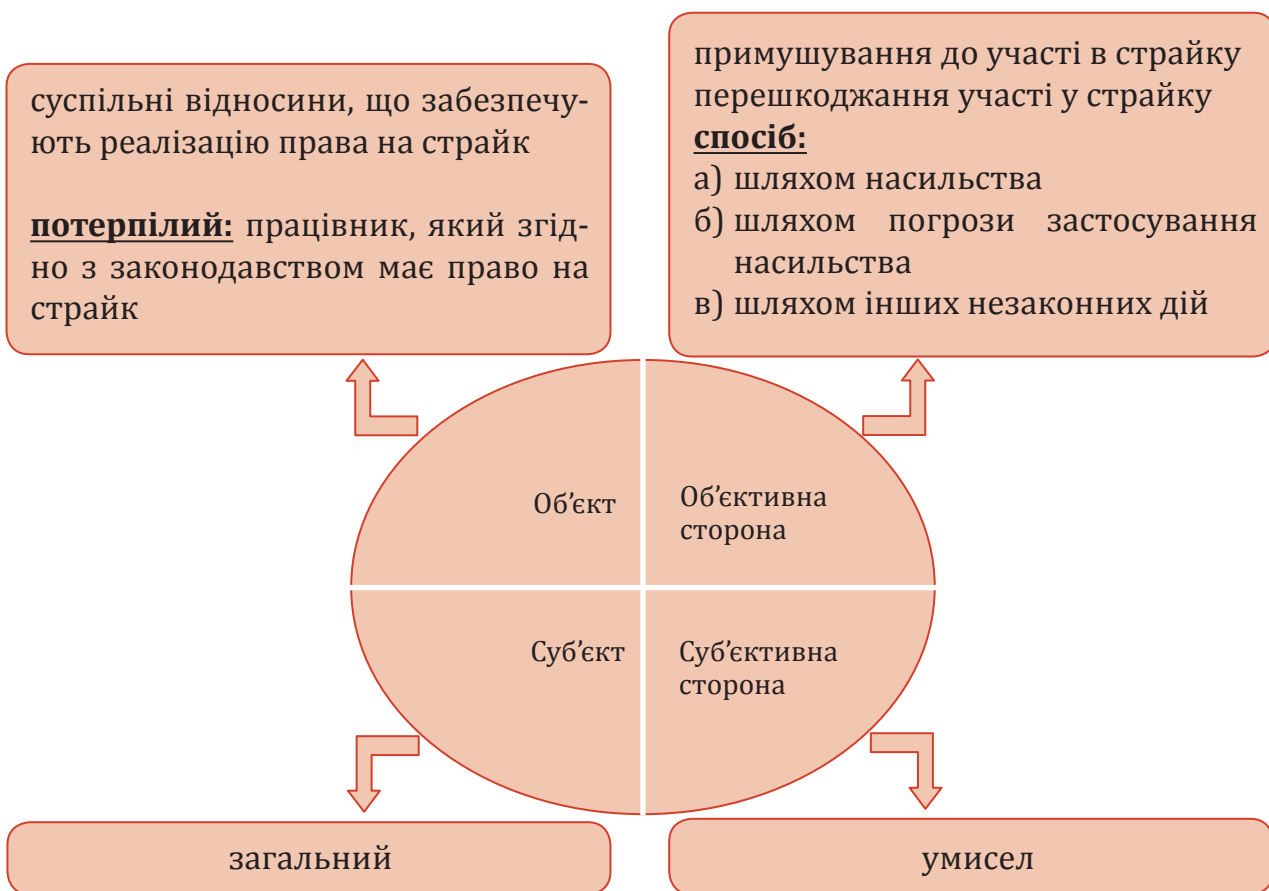 суспільні відносини, що забезпечу-
ють реалізацію права на страйк
потерпілий: працівник, який згід-
но з законодавством має право на
страйк
примушування до участі в страйку
перешкоджання участі у страйку
спосіб:
а) шляхом насильства
б) шляхом погрози застосування
насильства
в) шляхом інших незаконних дій
Об’єкт
Об’єктивна
сторона
Суб’єкт
Суб’єктивна
сторона
загальний
умисел